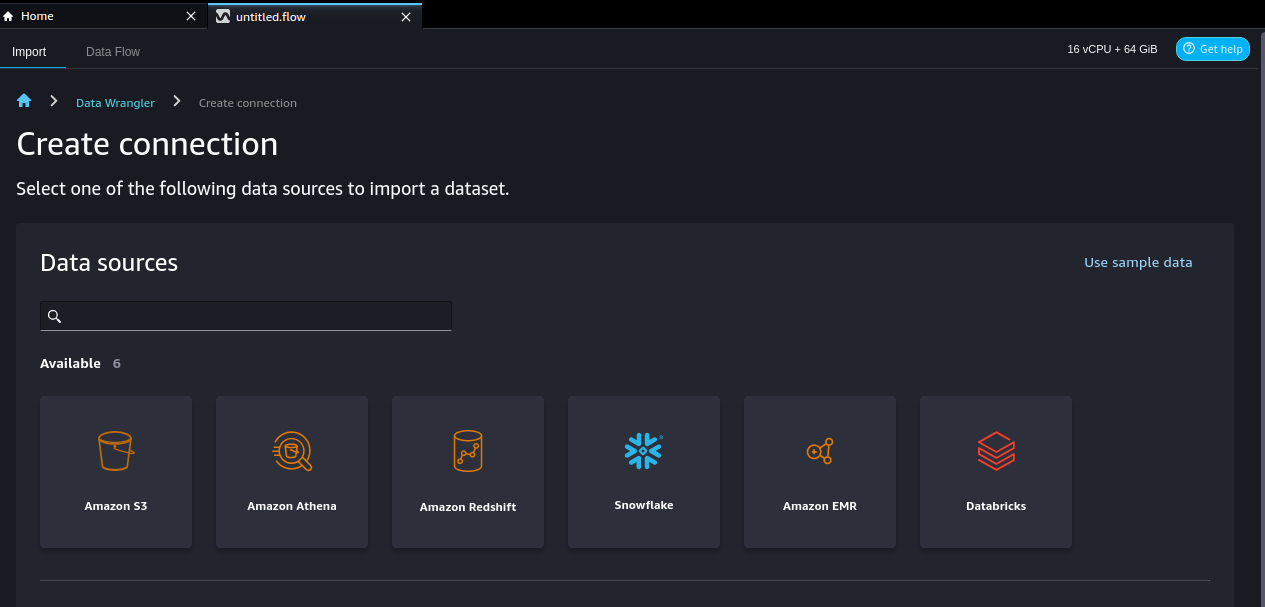 Home
untitled.flow
Import Data Flow 16 vCPU + 64 GiB Get help
Data Wrangler Create connection
Create connection
Select one of the following data sources to import a dataset.
Data sources Use sample data
Available 6
Amazon S3 Amazon Athena Amazon Redshift Snowflake Amazon EMR Databricks